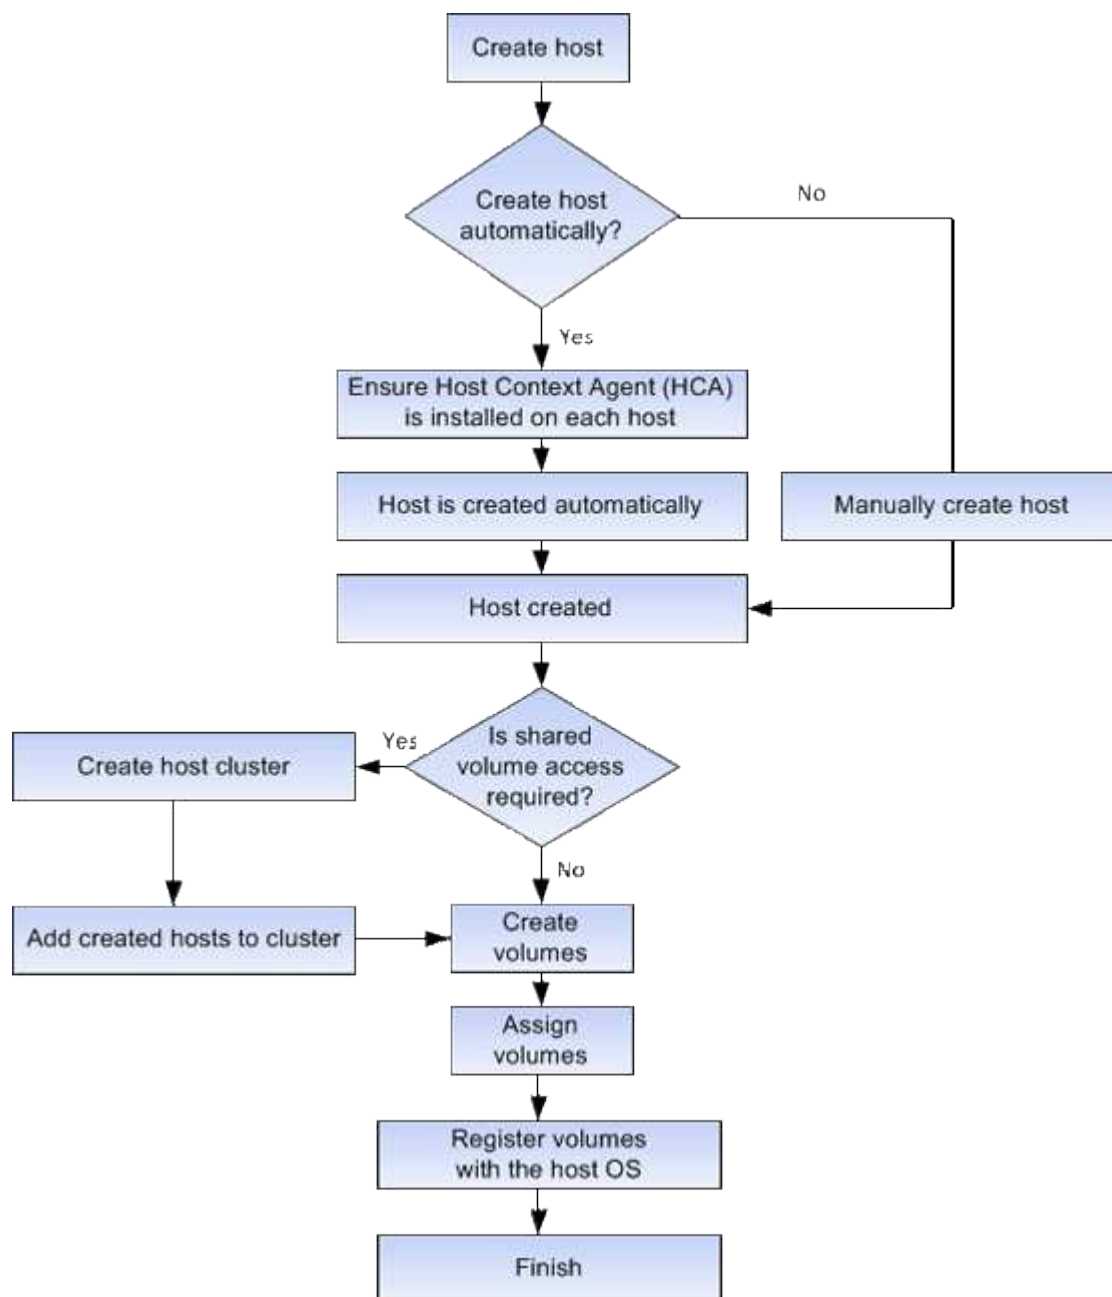 Create host
Create host
automatically?
No
Yes
Ensure Host Context Agent (HCA)
is installed on each host
Host is created automatically
Manually create host
Host created
Is shared
volume access
required?
Yes
Create host cluster
No
Add created hosts to cluster
Create
volumes
Assign
volumes
Register volumes
with the host OS
Finish